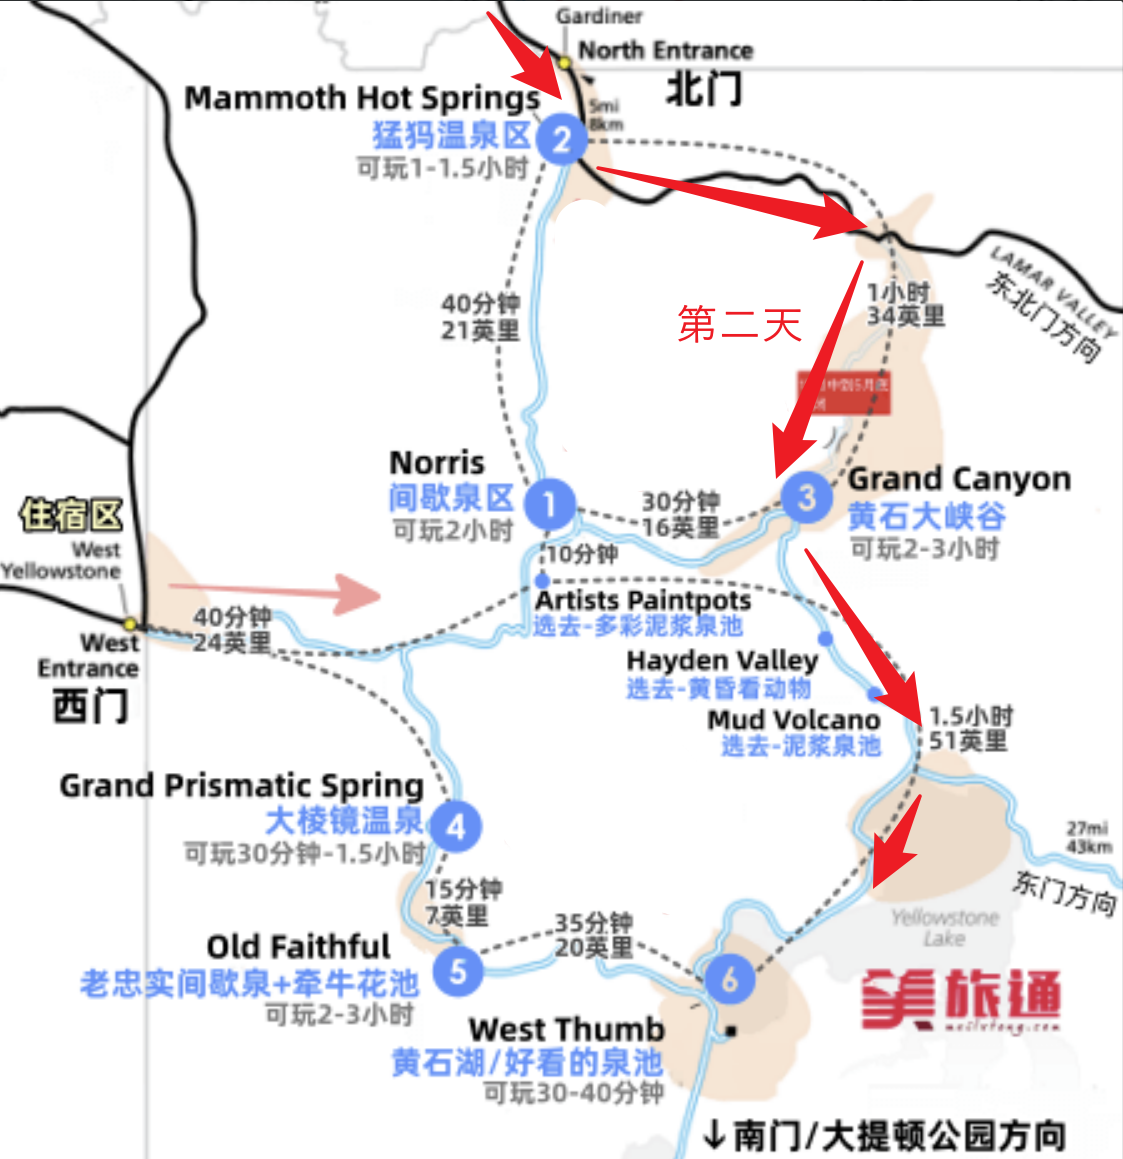 Gardiner
North Entrance
北门
Mammoth Hot Springs
5mi
8km
猛犸温泉区
2
可玩1-1.5小时
LAMAR VALLEY
东北门方向
40分钟
21英里
1小时
34英里
第二天
Norris
间歇泉区
1
可玩2小时
30分钟
16英里
3
Grand Canyon
黄石大峡谷
可玩2-3小时
住宿区
West
Yellowstone
10分钟
Artists Paintpots
选去-多彩泥浆泉池
40分钟
24英里
West
Entrance
西门
Hayden Valley
选去-黄昏看动物
Mud Volcano
选去-泥浆泉池
1.5小时
51英里
Grand Prismatic Spring
大棱镜温泉
4
可玩30分钟-1.5小时
27mi
43km
东门方向
15分钟
7英里
Yellowstone
Lake
Old Faithful
老忠实间歇泉+牵牛花池
5
可玩2-3小时
35分钟
20英里
6
美旅通
West Thumb
黄石湖/好看的泉池
可玩30-40分钟
↓南门/大提顿公园方向